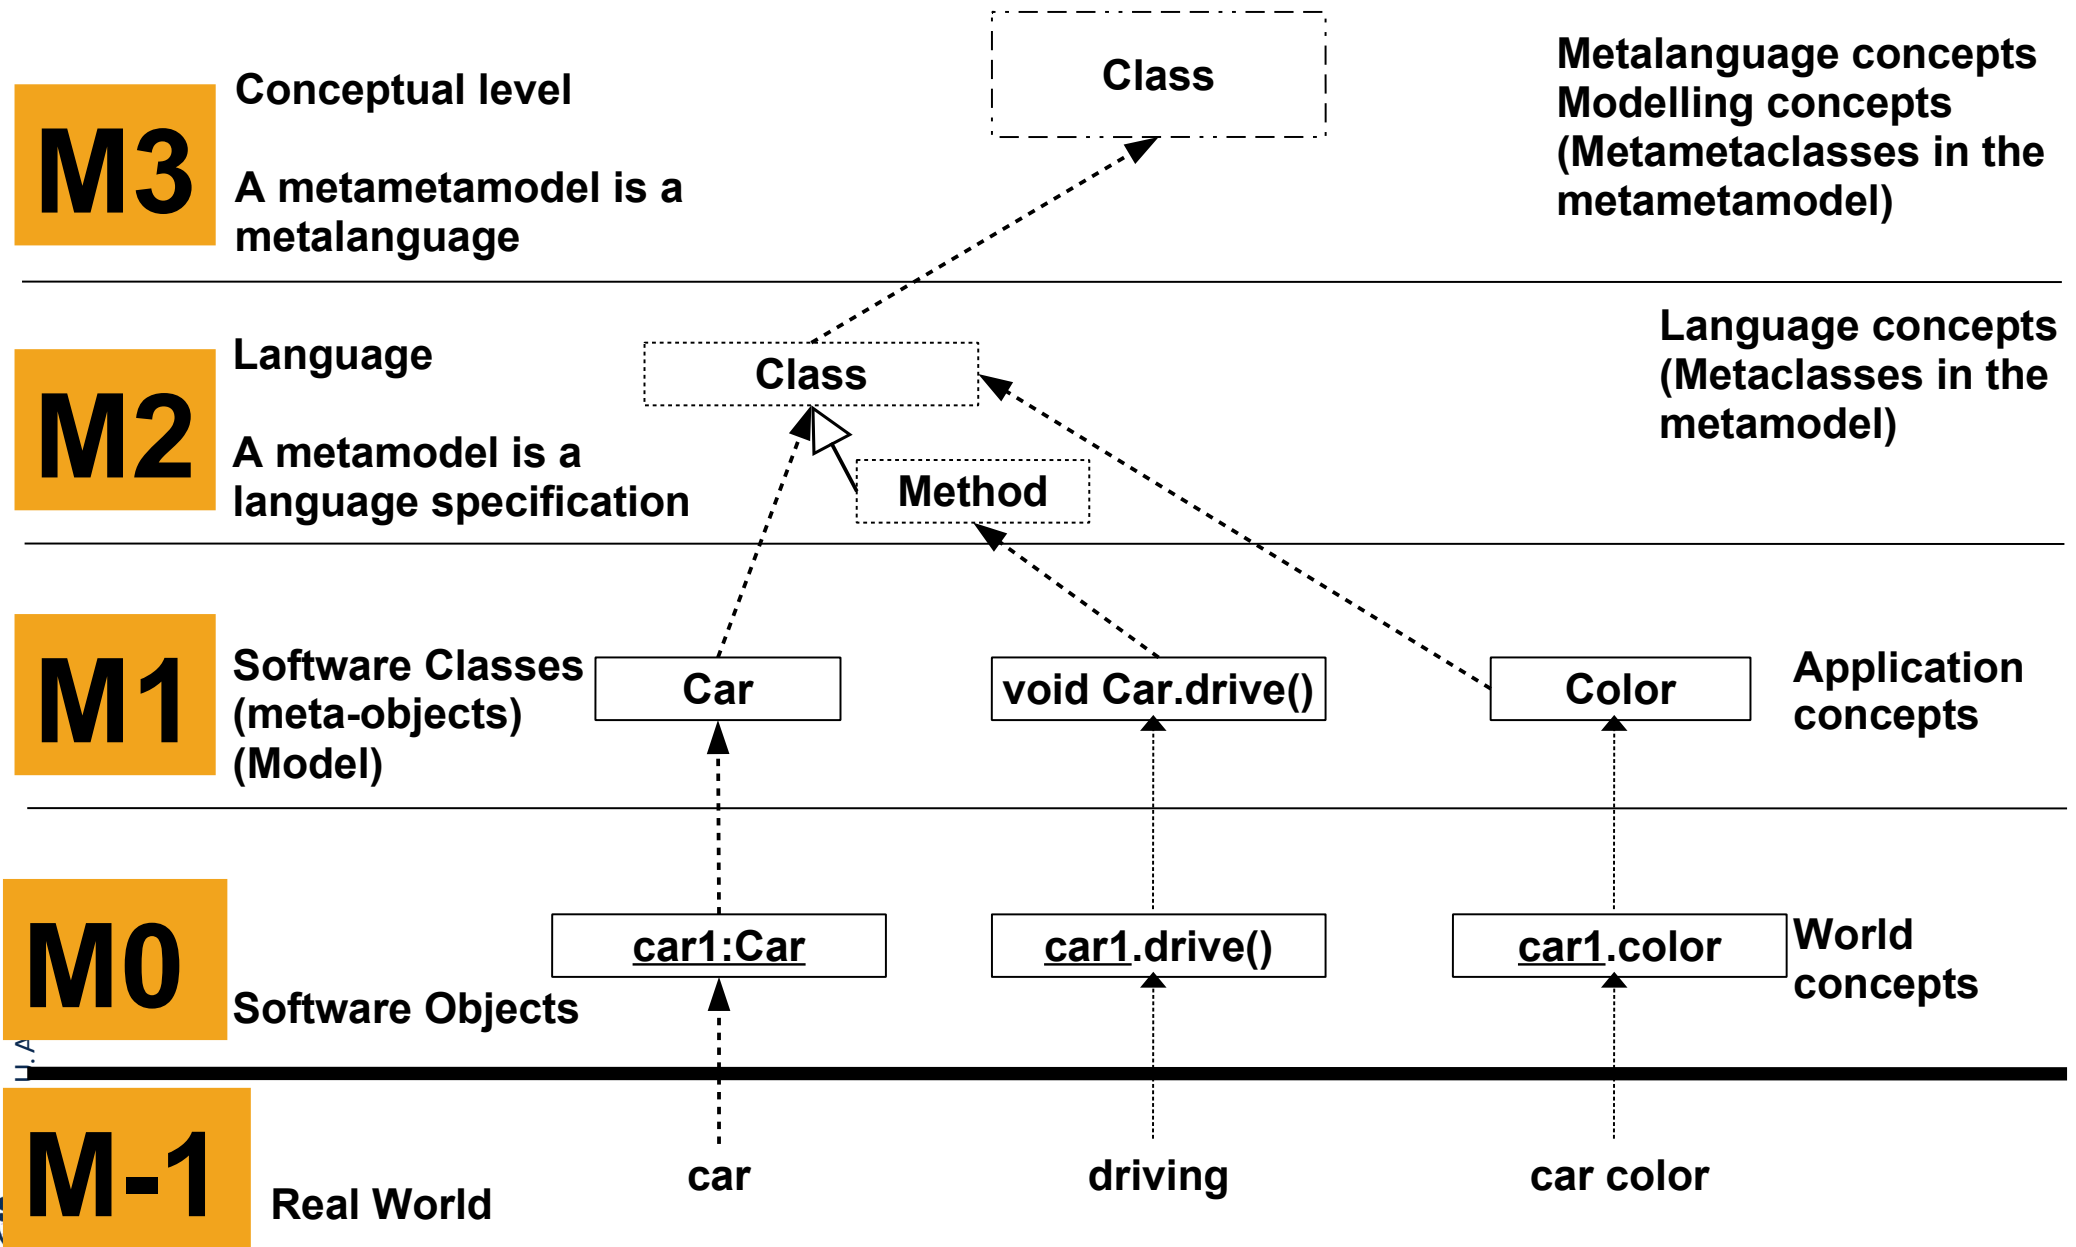 Class
Metalanguage concepts
Modelling concepts
(Metametaclasses in the
metametamodel)
M3
Conceptual level
A metametamodel is a
metalanguage
Language concepts
(Metaclasses in the
metamodel)
M2
Language
A metamodel is a
language specification
Class
Method
M1
Software Classes
(meta-objects)
(Model)
Car
void Car.drive()
Color
Application
concepts
M0
Software Objects
car1:Car
car1.drive()
car1.color
World
concepts
U.A
M-1
Real World
car
driving
car color